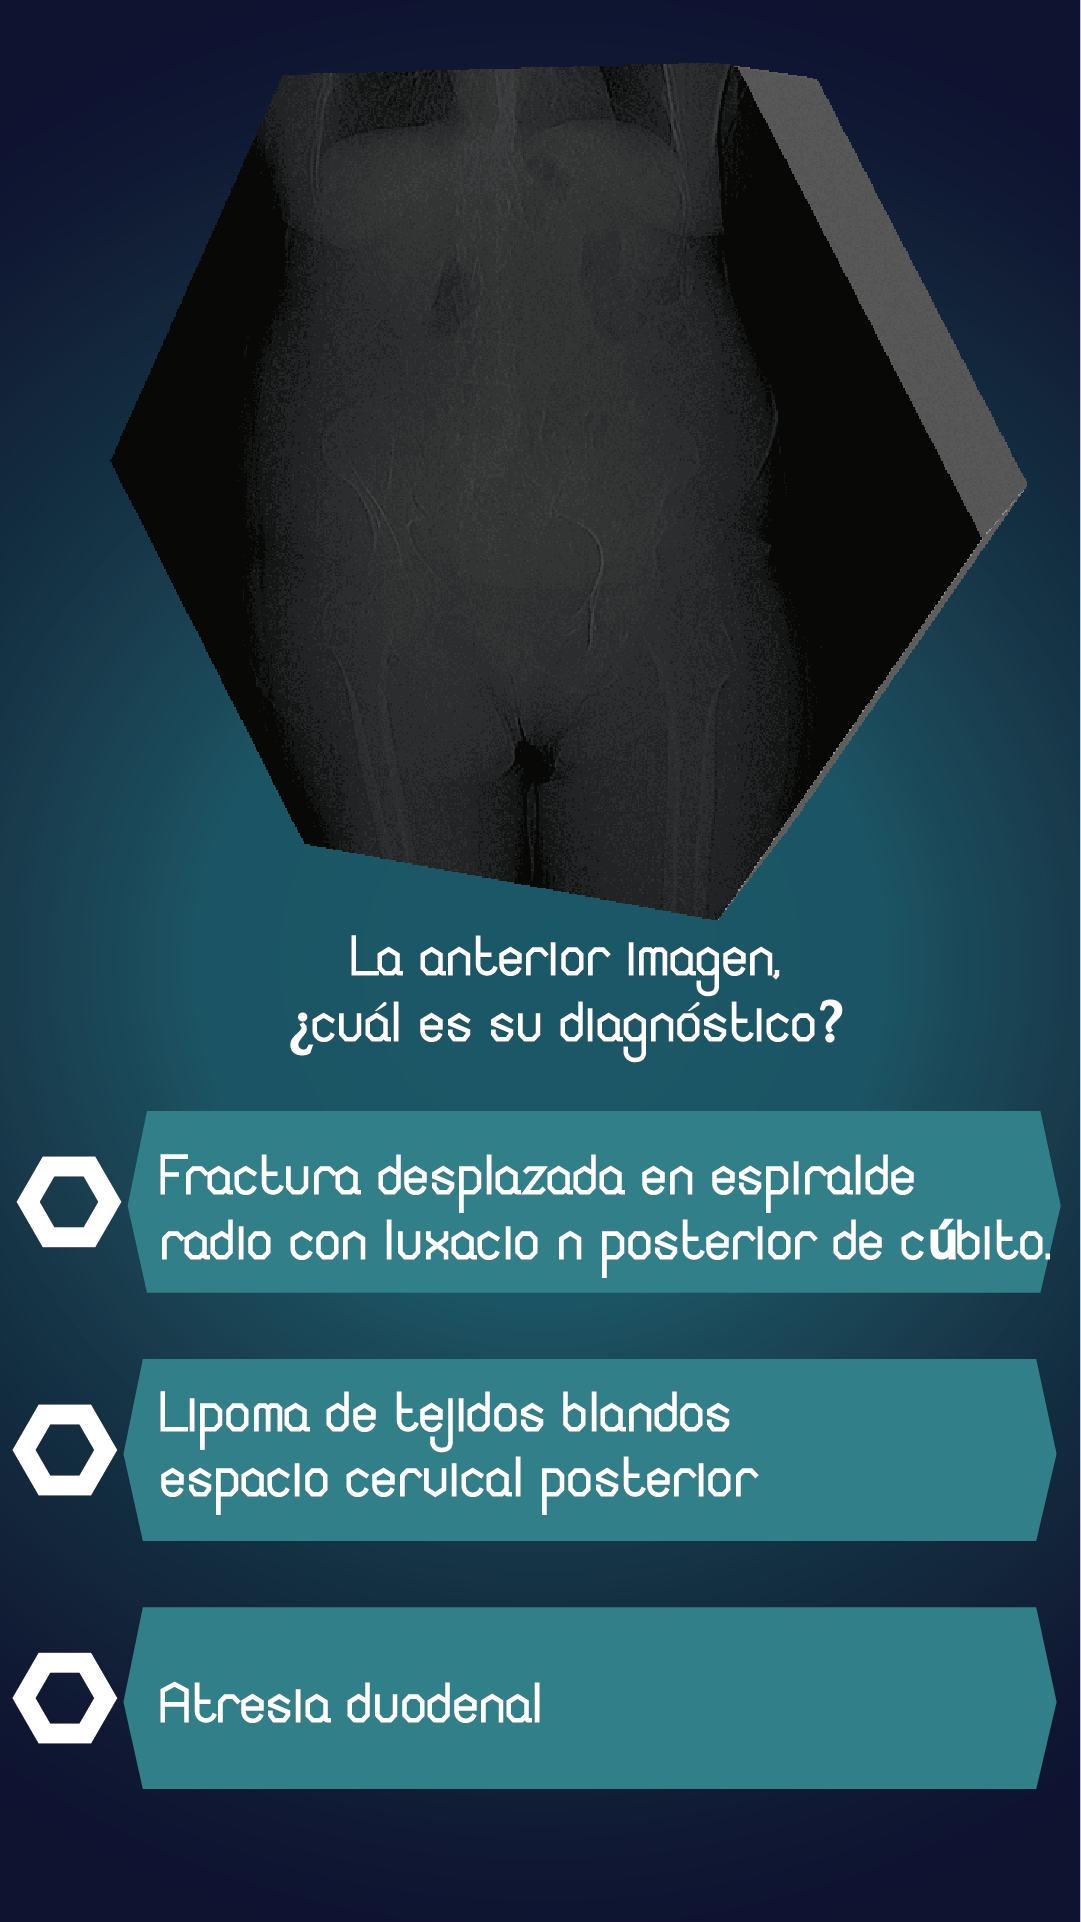 La anterior imagen,
¿cuál es su diagnóstico?
Fractura desplazada en espiralde
radio con luxacio n posterior de cúbito.
Lipoma de tejidos blandos
espacio cervical posterior
Atresia duodenal